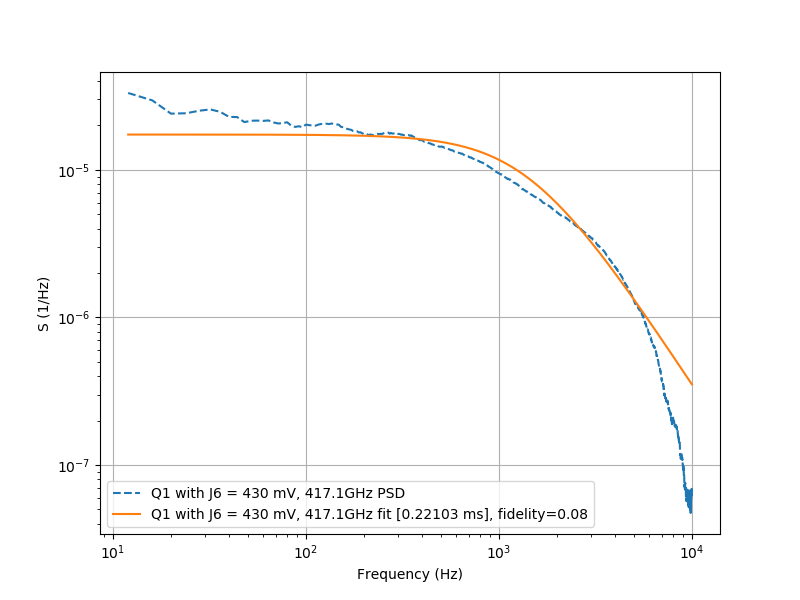 10⁻⁵
10⁻⁶
10⁻⁷
S (1/Hz)
Q1 with J6 = 430 mV, 417.1GHz PSD
Q1 with J6 = 430 mV, 417.1GHz fit [0.22103 ms], fidelity=0.08
10¹ 10² 10³ 10⁴
Frequency (Hz)